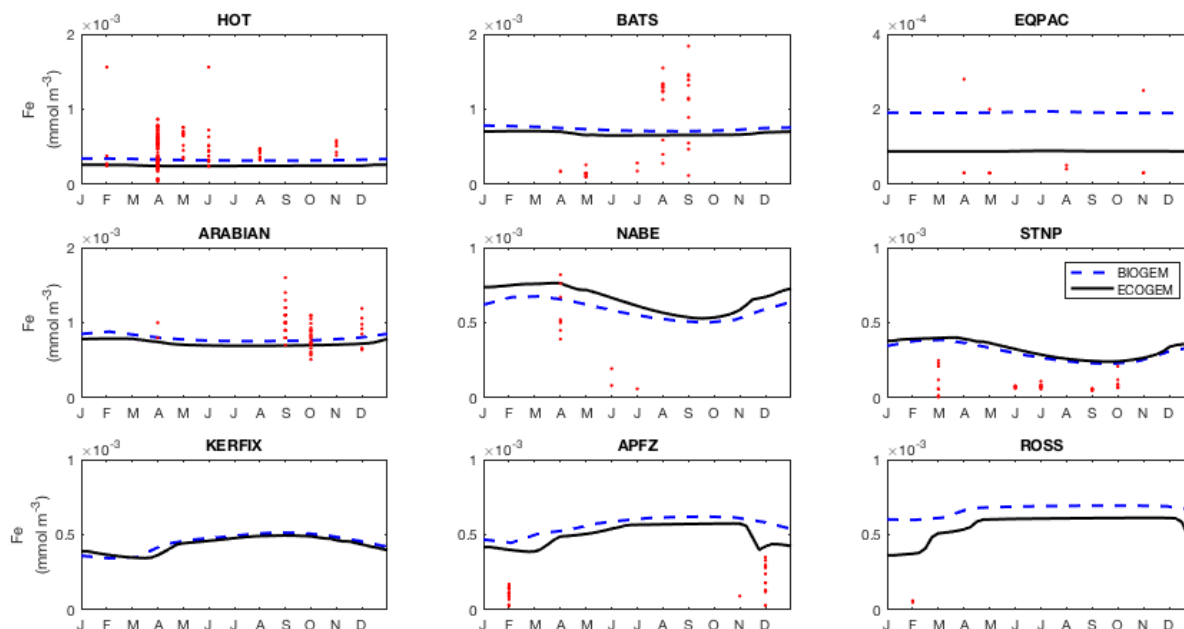 HOT
×10⁻³
2
1
0
Fe
(mmol m⁻³)
J F M A M J J A S O N D
BATS
×10⁻³
2
1
0
J F M A M J J A S O N D
EQPAC
×10⁻⁴
4
2
0
J F M A M J J A S O N D
ARABIAN
×10⁻³
2
1
0
Fe
(mmol m⁻³)
J F M A M J J A S O N D
NABE
×10⁻³
1
0.5
0
J F M A M J J A S O N D
STNP
×10⁻³
1
0.5
0
BIOGEM
ECOGEM
J F M A M J J A S O N D
KERFIX
×10⁻³
1
0.5
0
Fe
(mmol m⁻³)
J F M A M J J A S O N D
APFZ
×10⁻³
1
0.5
0
J F M A M J J A S O N D
ROSS
×10⁻³
1
0.5
0
J F M A M J J A S O N D